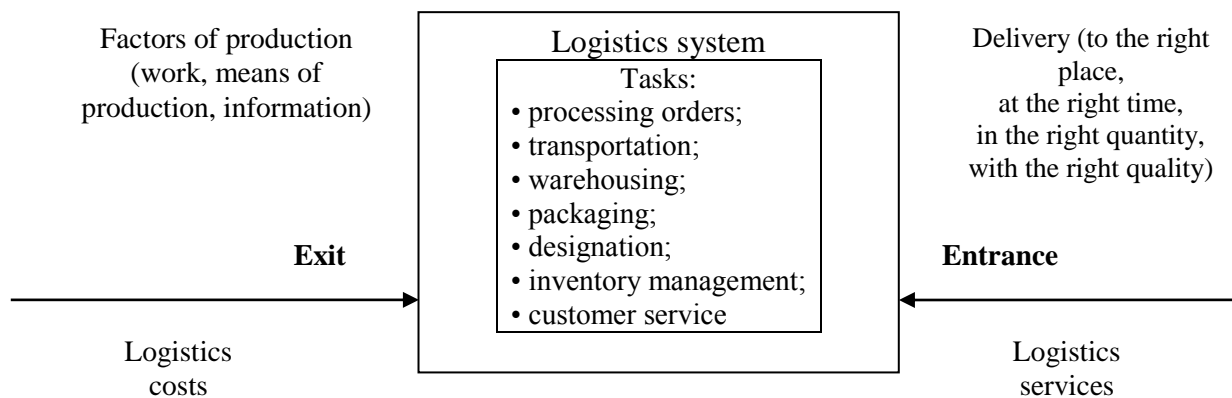 Factors of production
(work, means of
production, information)
Exit
Logistics
costs
Logistics system
Tasks:
• processing orders;
• transportation;
• warehousing;
• packaging;
• designation;
• inventory management;
• customer service
Delivery (to the right
place,
at the right time,
in the right quantity,
with the right quality)
Entrance
Logistics
services